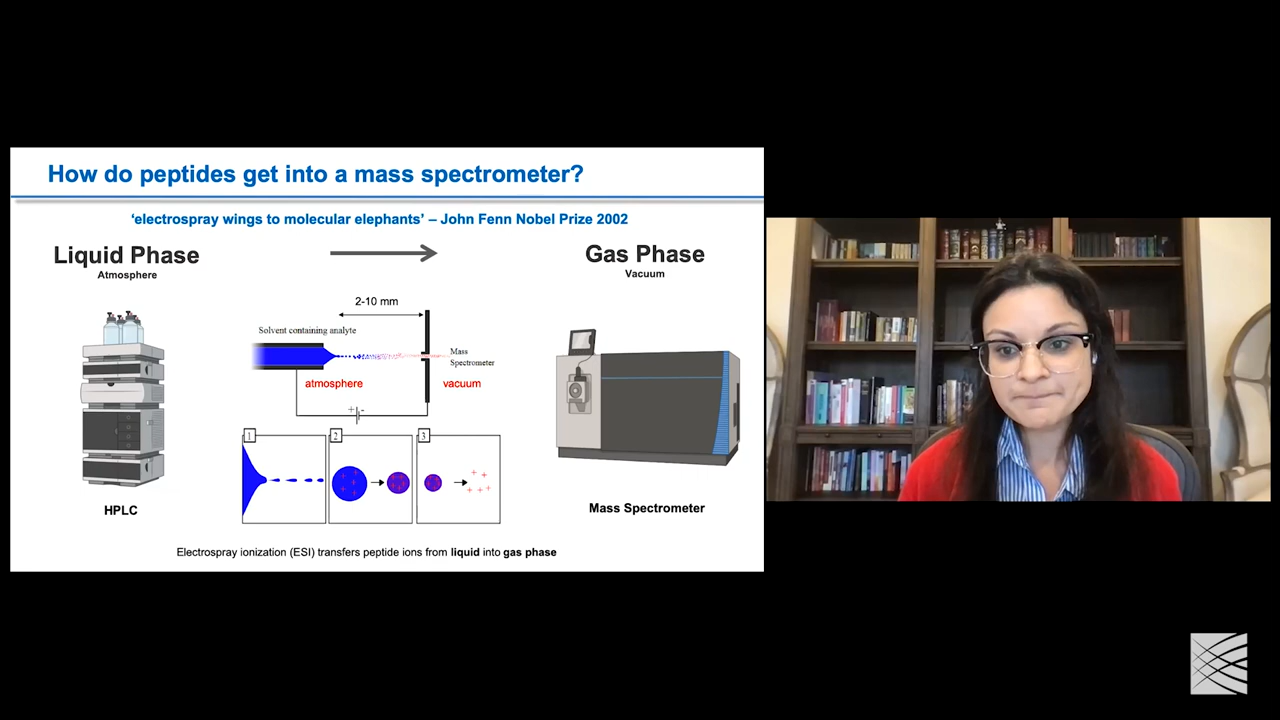 How do peptides get into a mass spectrometer?
‘electrospray wings to molecular elephants’ – John Fenn Nobel Prize 2002
Liquid Phase
Atmosphere
Gas Phase
Vacuum
2-10 mm
Solvent containing analyte
Mass
Spectrometer
atmosphere
vacuum
+ -
1
2
3
HPLC
Mass Spectrometer
Electrospray ionization (ESI) transfers peptide ions from liquid into gas phase